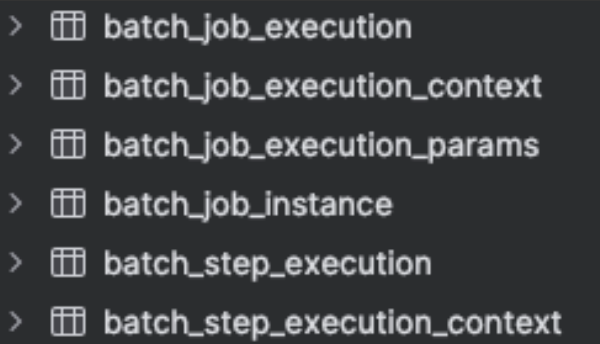 batch_job_execution
batch_job_execution_context
batch_job_execution_params
batch_job_instance
batch_step_execution
batch_step_execution_context